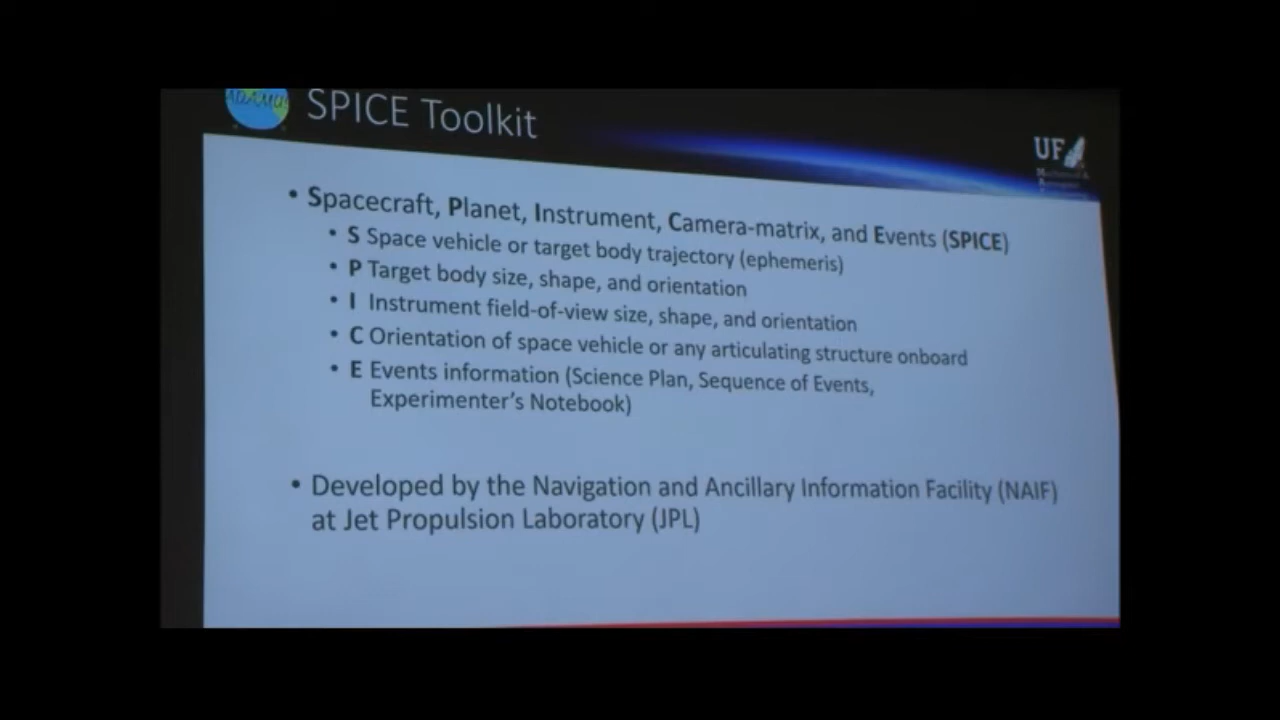 ADAMUS
SPICE Toolkit
UF
• Spacecraft, Planet, Instrument, Camera-matrix, and Events (SPICE)
• S Space vehicle or target body trajectory (ephemeris)
• P Target body size, shape, and orientation
• I Instrument field-of-view size, shape, and orientation
• C Orientation of space vehicle or any articulating structure onboard
• E Events information (Science Plan, Sequence of Events,
Experimenter's Notebook)
• Developed by the Navigation and Ancillary Information Facility (NAIF)
at Jet Propulsion Laboratory (JPL)